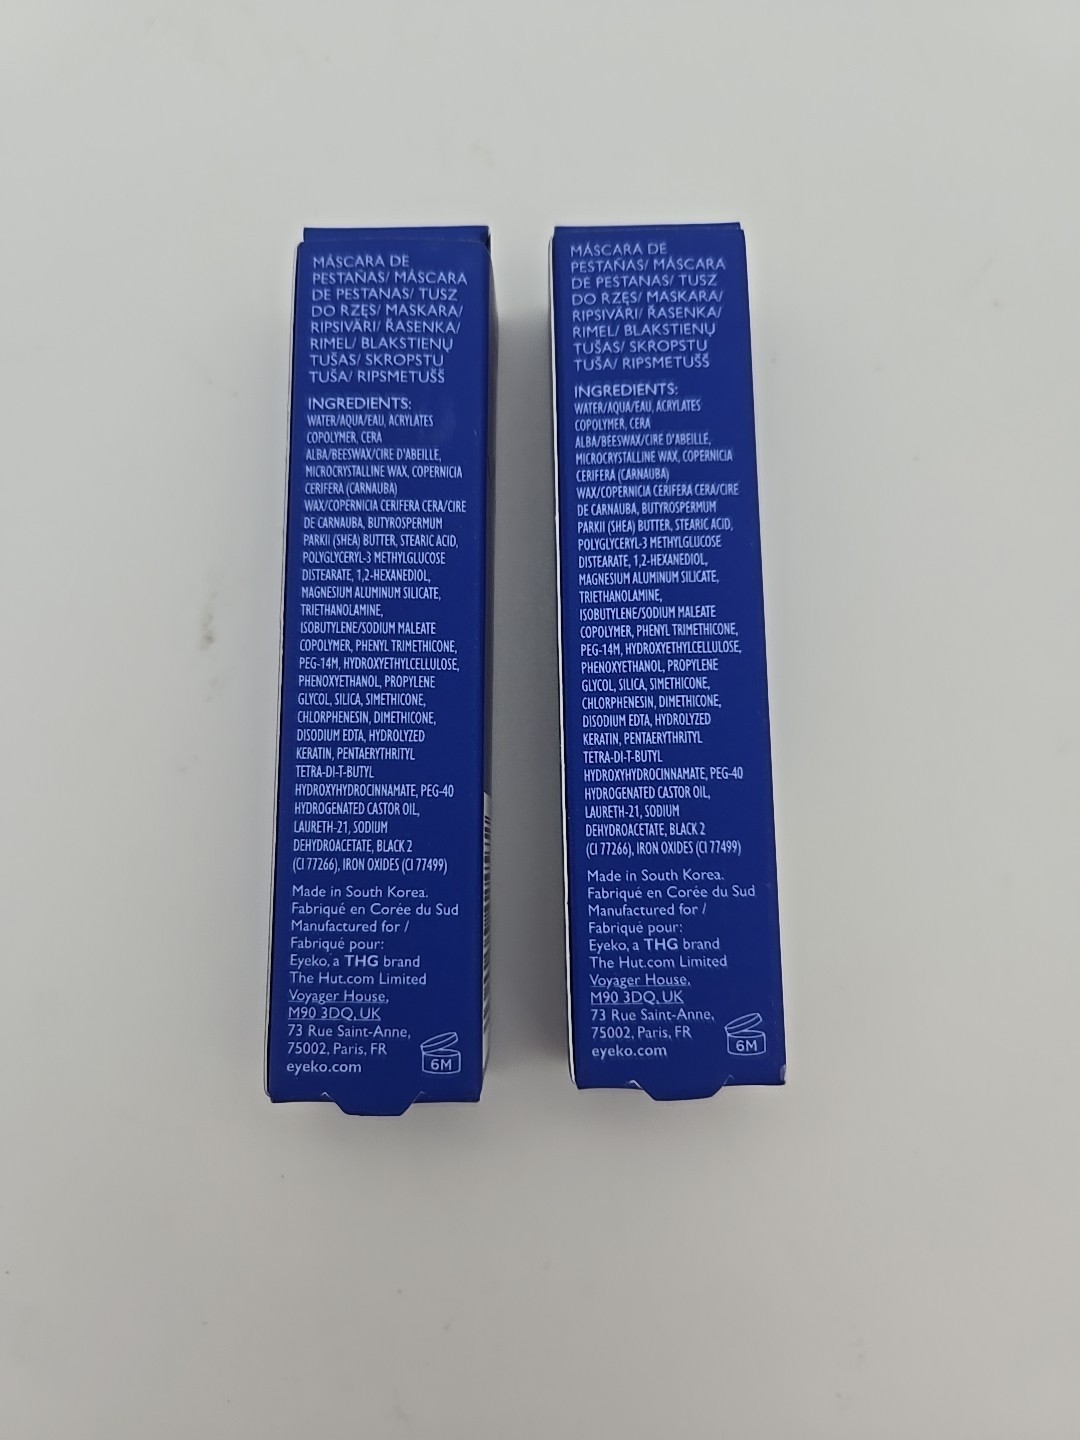 MÁSCARA DE
PESTAÑAS/ MÁSCARA
DE PESTANAS/ TUSZ
DO RZĘS/ MASKARA/
RIPSIVÄRI/ ŘASENKA/
RIMEL/ BLAKSTIENŲ
TUŠAS/ SKROPSTU
TUŠA/ RIPSMETUŠŠ
INGREDIENTS:
WATER/AQUA/EAU, ACRYLATES
COPOLYMER, CERA
ALBA/BEESWAX/CIRE D'ABEILLE,
MICROCRYSTALLINE WAX, COPERNICIA
CERIFERA (CARNAUBA)
WAX/COPERNICIA CERIFERA CERA/CIRE
DE CARNAUBA, BUTYROSPERMUM
PARKII (SHEA) BUTTER, STEARIC ACID,
POLYGLYCERYL-3 METHYLGLUCOSE
DISTEARATE, 1,2-HEXANEDIOL,
MAGNESIUM ALUMINUM SILICATE,
TRIETHANOLAMINE,
ISOBUTYLENE/SODIUM MALEATE
COPOLYMER, PHENYL TRIMETHICONE,
PEG-14M, HYDROXYETHYLCELLULOSE,
PHENOXYETHANOL, PROPYLENE
GLYCOL, SILICA, SIMETHICONE,
CHLORPHENESIN, DIMETHICONE,
DISODIUM EDTA, HYDROLYZED
KERATIN, PENTAERYTHRITYL
TETRA-DI-T-BUTYL
HYDROXYHYDROCINNAMATE, PEG-40
HYDROGENATED CASTOR OIL,
LAURETH-21, SODIUM
DEHYDROACETATE, BLACK 2
(CI 77266), IRON OXIDES (CI 77499)
Made in South Korea.
Fabriqué en Corée du Sud
Manufactured for /
Fabriqué pour:
Eyeko, a THG brand
The Hut.com Limited
Voyager House,
M90 3DQ, UK
73 Rue Saint-Anne,
75002, Paris, FR
eyeko.com
6M
MÁSCARA DE
PESTAÑAS/ MÁSCARA
DE PESTANAS/ TUSZ
DO RZĘS/ MASKARA/
RIPSIVÄRI/ ŘASENKA/
RIMEL/ BLAKSTIENŲ
TUŠAS/ SKROPSTU
TUŠA/ RIPSMETUŠŠ
INGREDIENTS:
WATER/AQUA/EAU, ACRYLATES
COPOLYMER, CERA
ALBA/BEESWAX/CIRE D'ABEILLE,
MICROCRYSTALLINE WAX, COPERNICIA
CERIFERA (CARNAUBA)
WAX/COPERNICIA CERIFERA CERA/CIRE
DE CARNAUBA, BUTYROSPERMUM
PARKII (SHEA) BUTTER, STEARIC ACID,
POLYGLYCERYL-3 METHYLGLUCOSE
DISTEARATE, 1,2-HEXANEDIOL,
MAGNESIUM ALUMINUM SILICATE,
TRIETHANOLAMINE,
ISOBUTYLENE/SODIUM MALEATE
COPOLYMER, PHENYL TRIMETHICONE,
PEG-14M, HYDROXYETHYLCELLULOSE,
PHENOXYETHANOL, PROPYLENE
GLYCOL, SILICA, SIMETHICONE,
CHLORPHENESIN, DIMETHICONE,
DISODIUM EDTA, HYDROLYZED
KERATIN, PENTAERYTHRITYL
TETRA-DI-T-BUTYL
HYDROXYHYDROCINNAMATE, PEG-40
HYDROGENATED CASTOR OIL,
LAURETH-21, SODIUM
DEHYDROACETATE, BLACK 2
(CI 77266), IRON OXIDES (CI 77499)
Made in South Korea.
Fabriqué en Corée du Sud
Manufactured for /
Fabriqué pour:
Eyeko, a THG brand
The Hut.com Limited
Voyager House,
M90 3DQ, UK
73 Rue Saint-Anne,
75002, Paris, FR
eyeko.com
6M